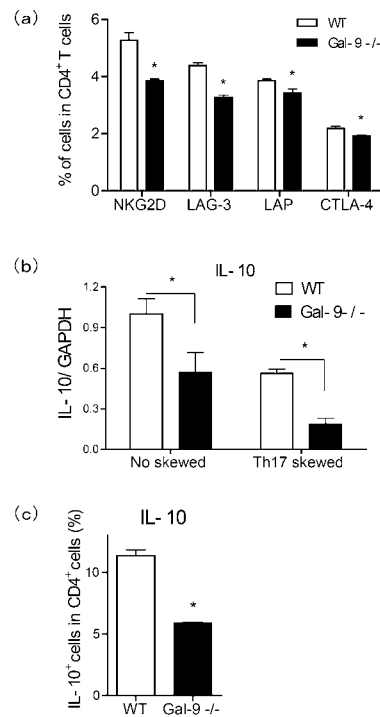 (a)
WT
Gal- 9 -/-
% of cells in CD4⁺ T cells
6
4
2
0
* * * *
NKG2D LAG-3 LAP CTLA-4
(b)
IL- 10
WT
Gal- 9- / -
IL- 10/ GAPDH
1.2
0.9
0.6
0.3
0.0
* *
No skewed Th17 skewed
(c)
IL- 10
IL- 10⁺ cells in CD4⁺ cells (%)
10
5
0
*
WT Gal-9 -/-